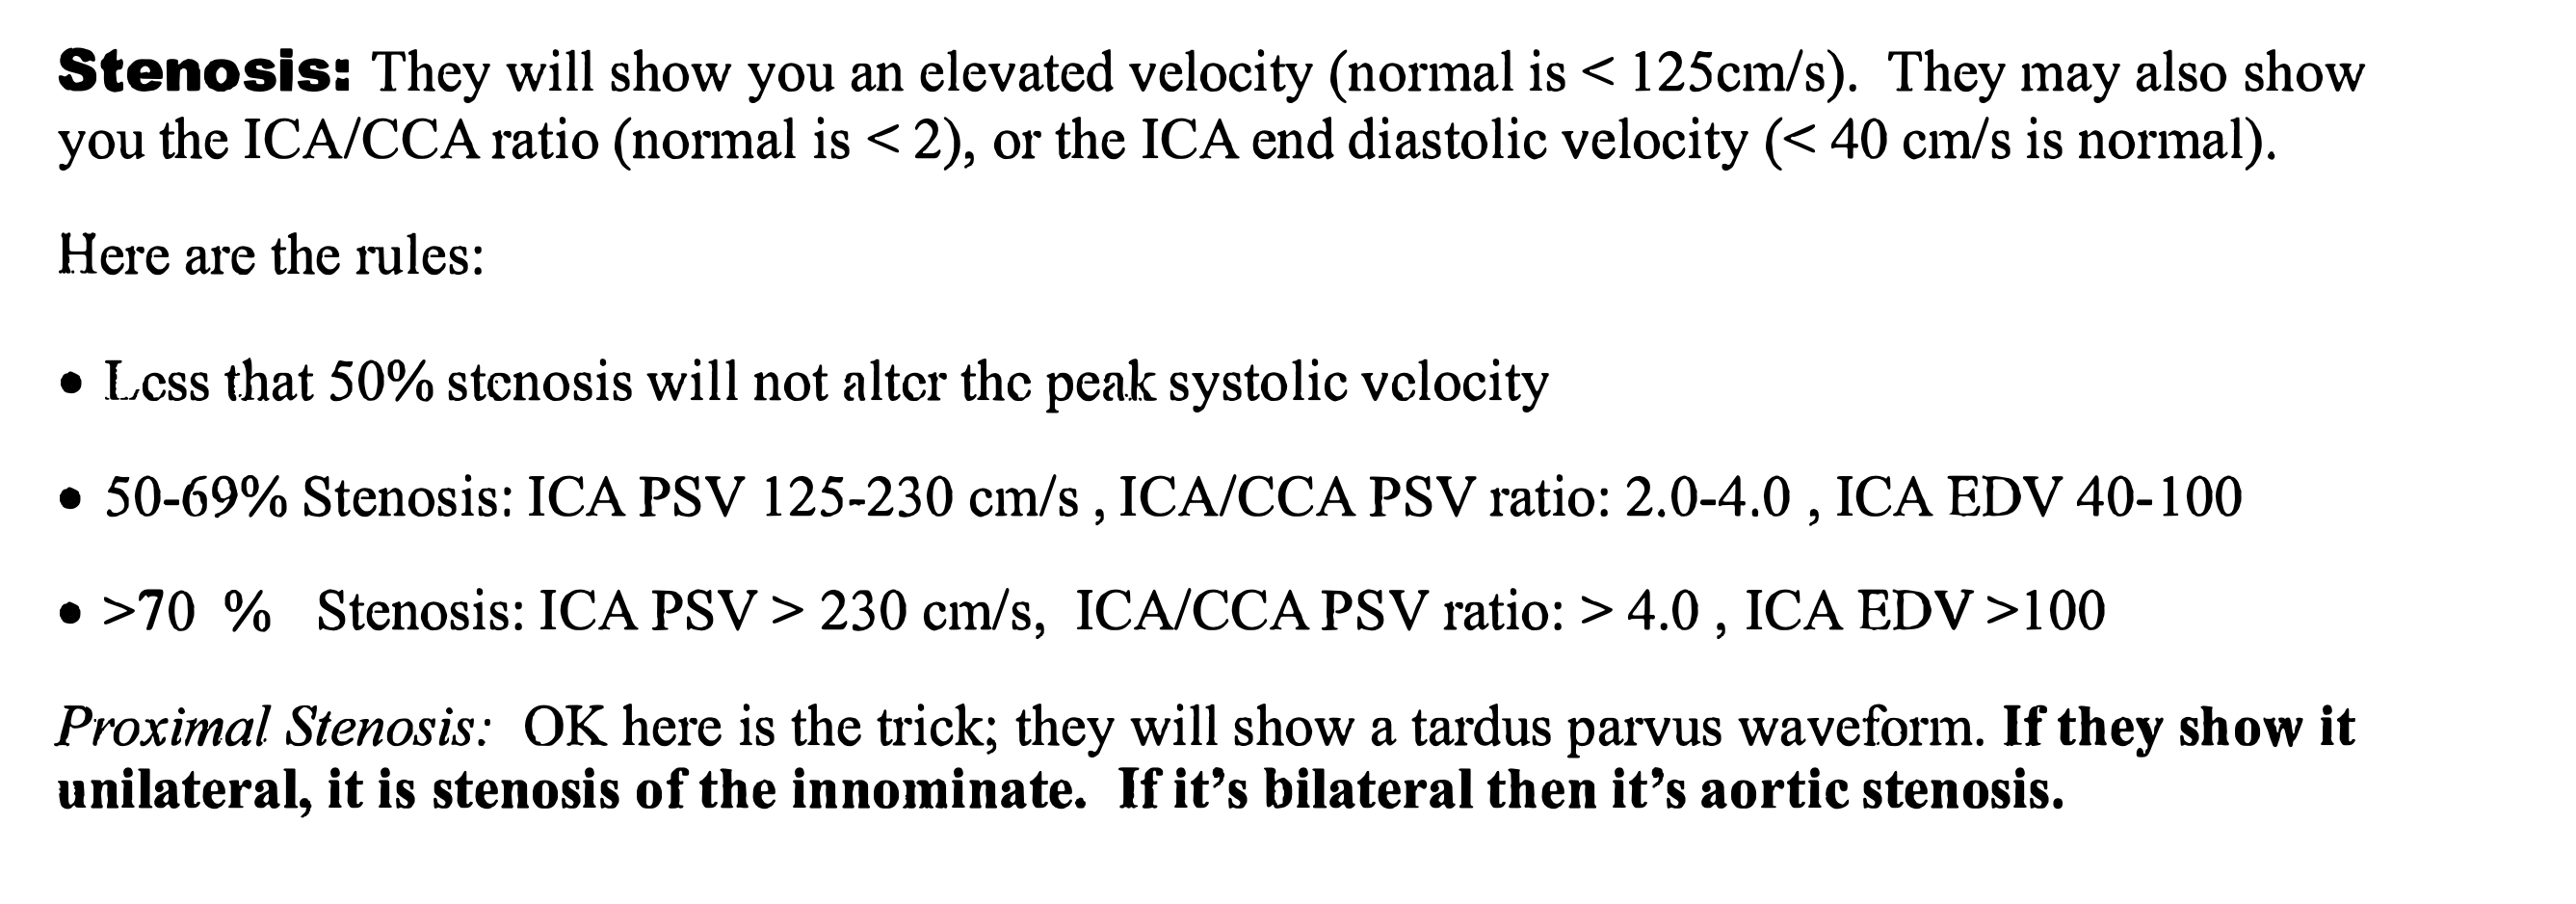 Stenosis: They will show you an elevated velocity (normal is < 125cm/s). They may also show
you the ICA/CCA ratio (normal is < 2), or the ICA end diastolic velocity (< 40 cm/s is normal).
Here are the rules:
• Less that 50% stenosis will not alter the peak systolic velocity
• 50-69% Stenosis: ICA PSV 125-230 cm/s , ICA/CCA PSV ratio: 2.0-4.0 , ICA EDV 40-100
• >70 % Stenosis: ICA PSV > 230 cm/s, ICA/CCA PSV ratio: > 4.0 , ICA EDV >100
Proximal Stenosis: OK here is the trick; they will show a tardus parvus waveform. If they show it
unilateral, it is stenosis of the innominate. If it's bilateral then it's aortic stenosis.